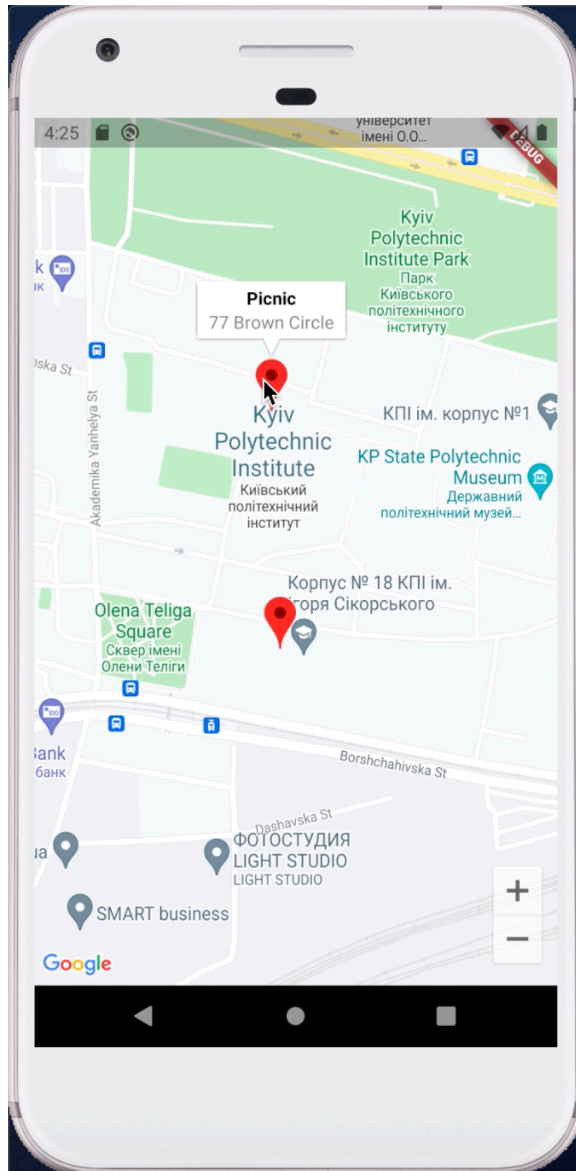 4:25
університет
імені О.О...
DEBUG
Kyiv
Polytechnic
Institute Park
Парк
Київського
політехнічного
інституту
Picnic
77 Brown Circle
Akademika Yanhelya St
Kyiv
Polytechnic
Institute
Київський
політехнічний
інститут
КПІ ім. корпус №1
KP State Polytechnic
Museum
Державний
політехнічний музей...
Корпус № 18 КПІ ім.
Ігоря Сікорського
Olena Teliga
Square
Сквер імені
Олени Теліги
Bank
банк
Borshchahivska St
Dashavska St
ФОТОСТУДИЯ
LIGHT STUDIO
LIGHT STUDIO
SMART business
+
−
Google